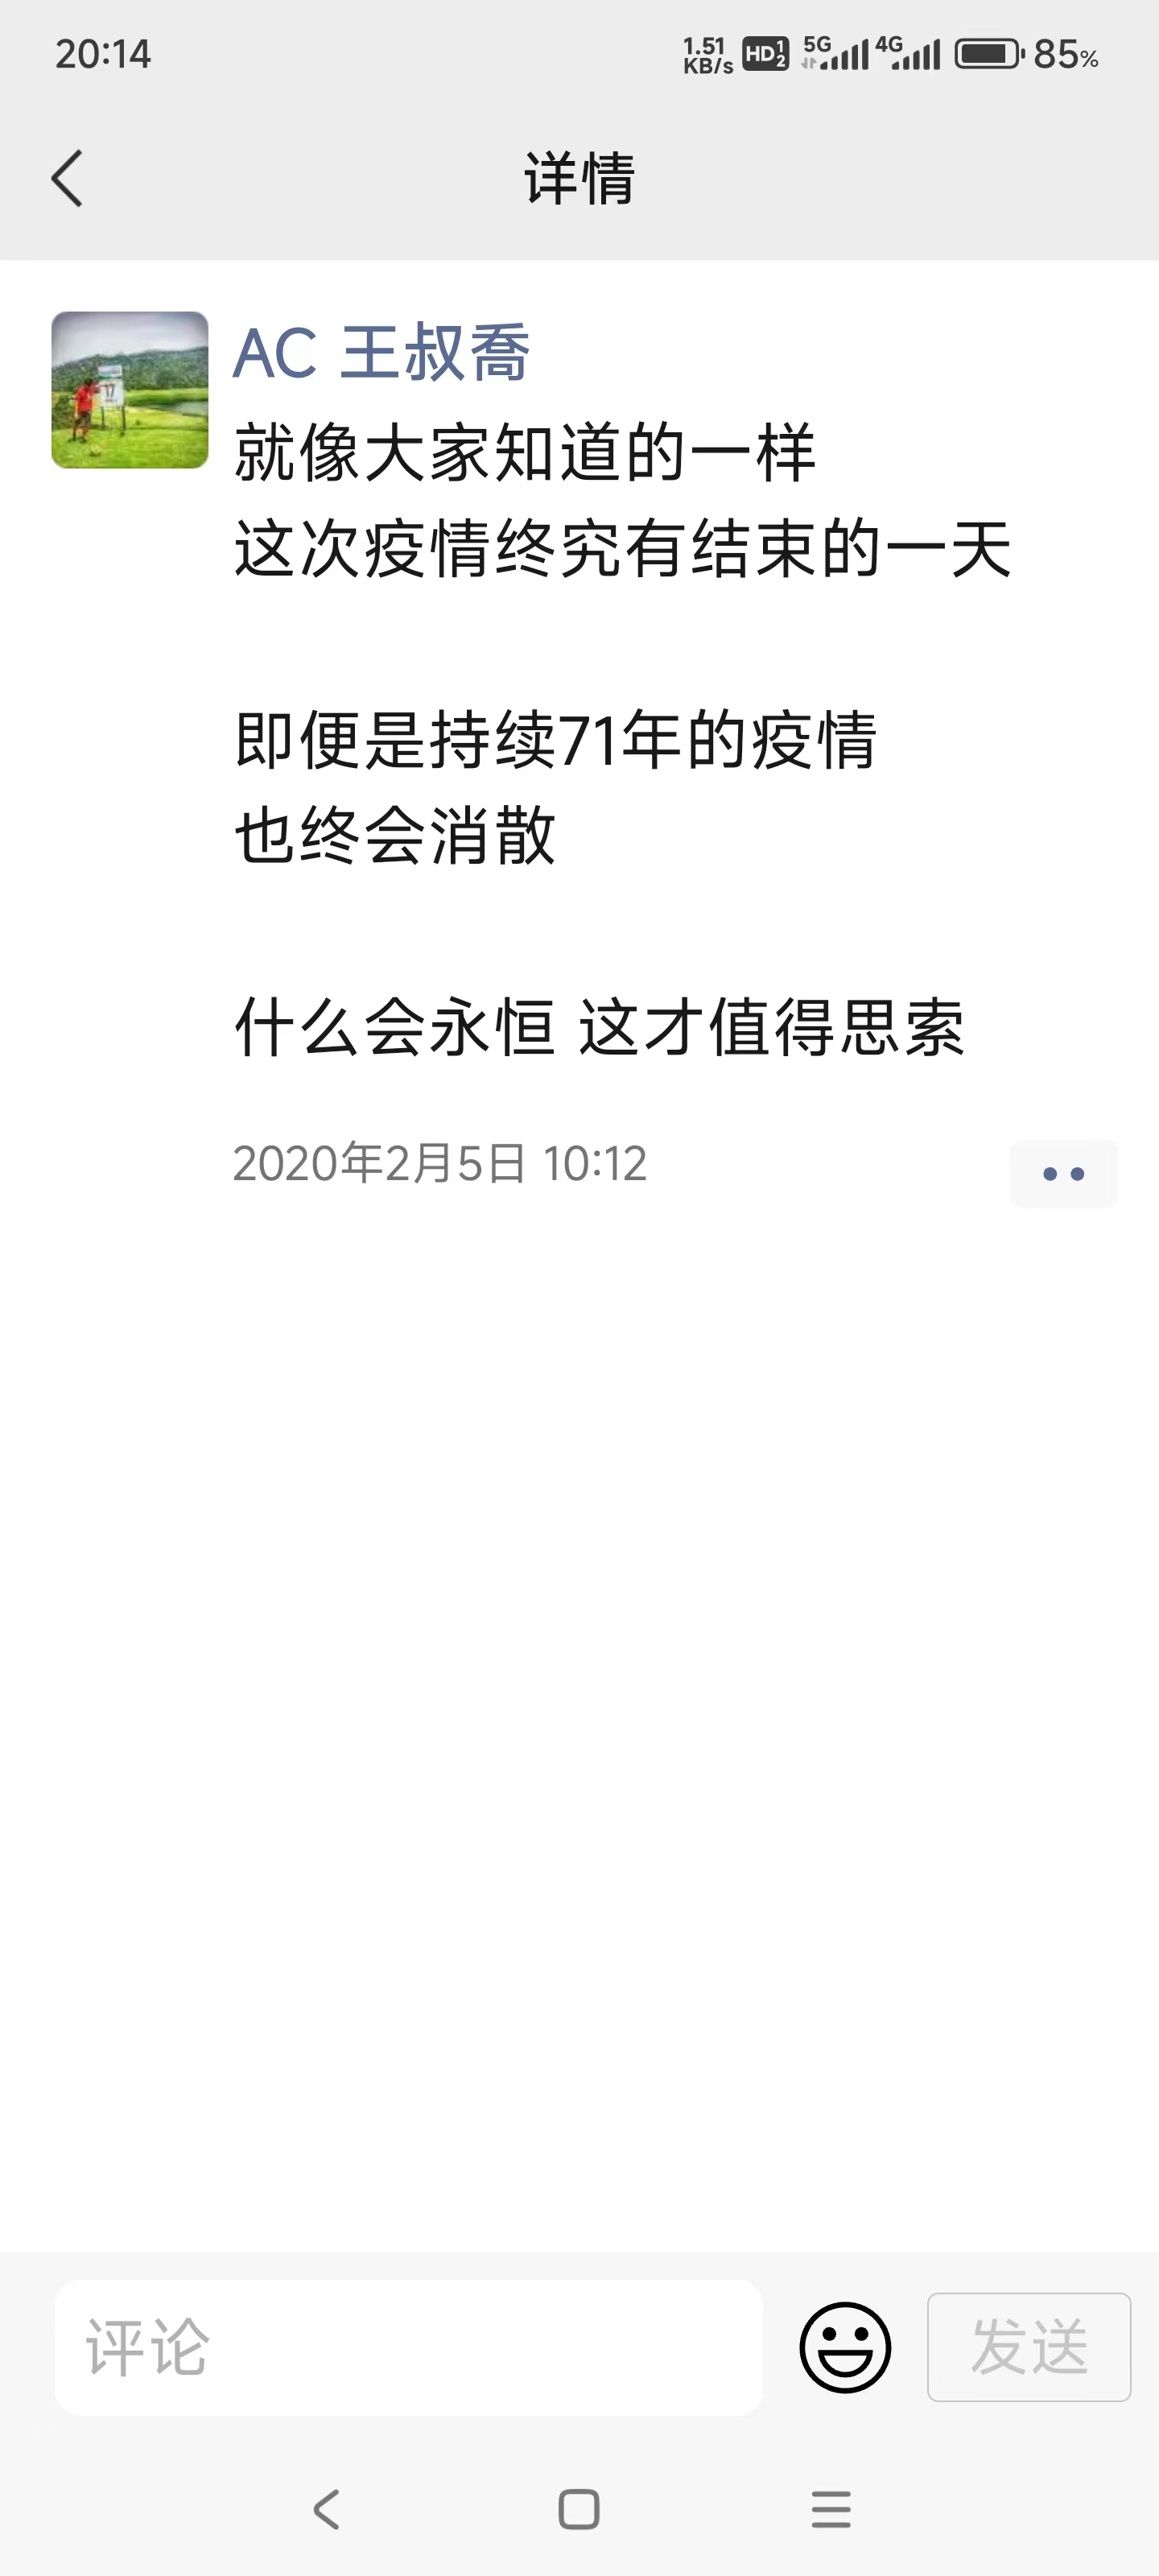 20:14
1.51 KB/s HD 1 2 5G 4G 85%
详情
AC 王叔喬
就像大家知道的一样
这次疫情终究有结束的一天
即便是持续71年的疫情
也终会消散
什么会永恒 这才值得思索
2020年2月5日 10:12
评论
发送